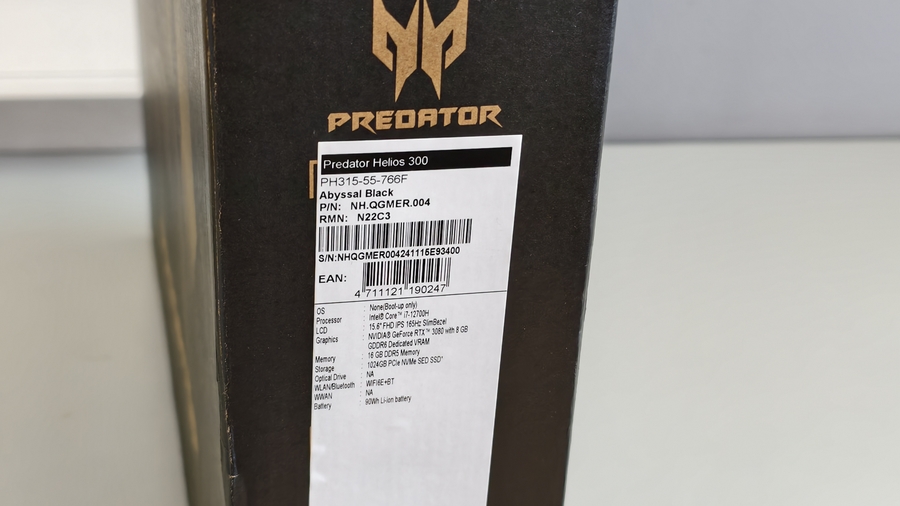 PREDATOR
Predator Helios 300
PH315-55-766F
Abyssal Black
P/N: NH.QGMER.004
RMN: N22C3
S/N:NHQGMER004241115E93400
EAN:
4 711121 190247
OS : None(Boot-up only)
Processor : Intel® Core™ i7-12700H
LCD : 15.6" FHD IPS 165Hz SlimBezel
Graphics : NVIDIA® GeForce RTX™ 3080 with 8 GB
GDDR6 Dedicated VRAM
Memory : 16 GB DDR5 Memory
Storage : 1024GB PCIe NVMe SED SSD*
Optical Drive : NA
WLAN/Bluetooth : WIFI6E+BT
WWAN : NA
Battery : 90Wh Li-ion battery